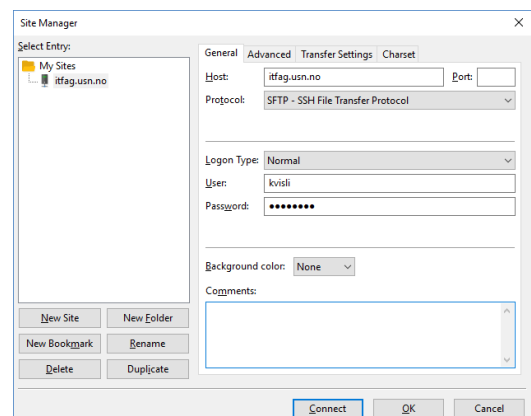 Site Manager
Select Entry:
My Sites
itfag.usn.no
New Site
New Folder
New Bookmark
Rename
Delete
Duplicate
General
Advanced
Transfer Settings
Charset
Host:
itfag.usn.no
Port:
Protocol:
SFTP - SSH File Transfer Protocol
Logon Type:
Normal
User:
kvisli
Password:
●●●●●●●●
Background color:
None
Comments:
Connect
OK
Cancel